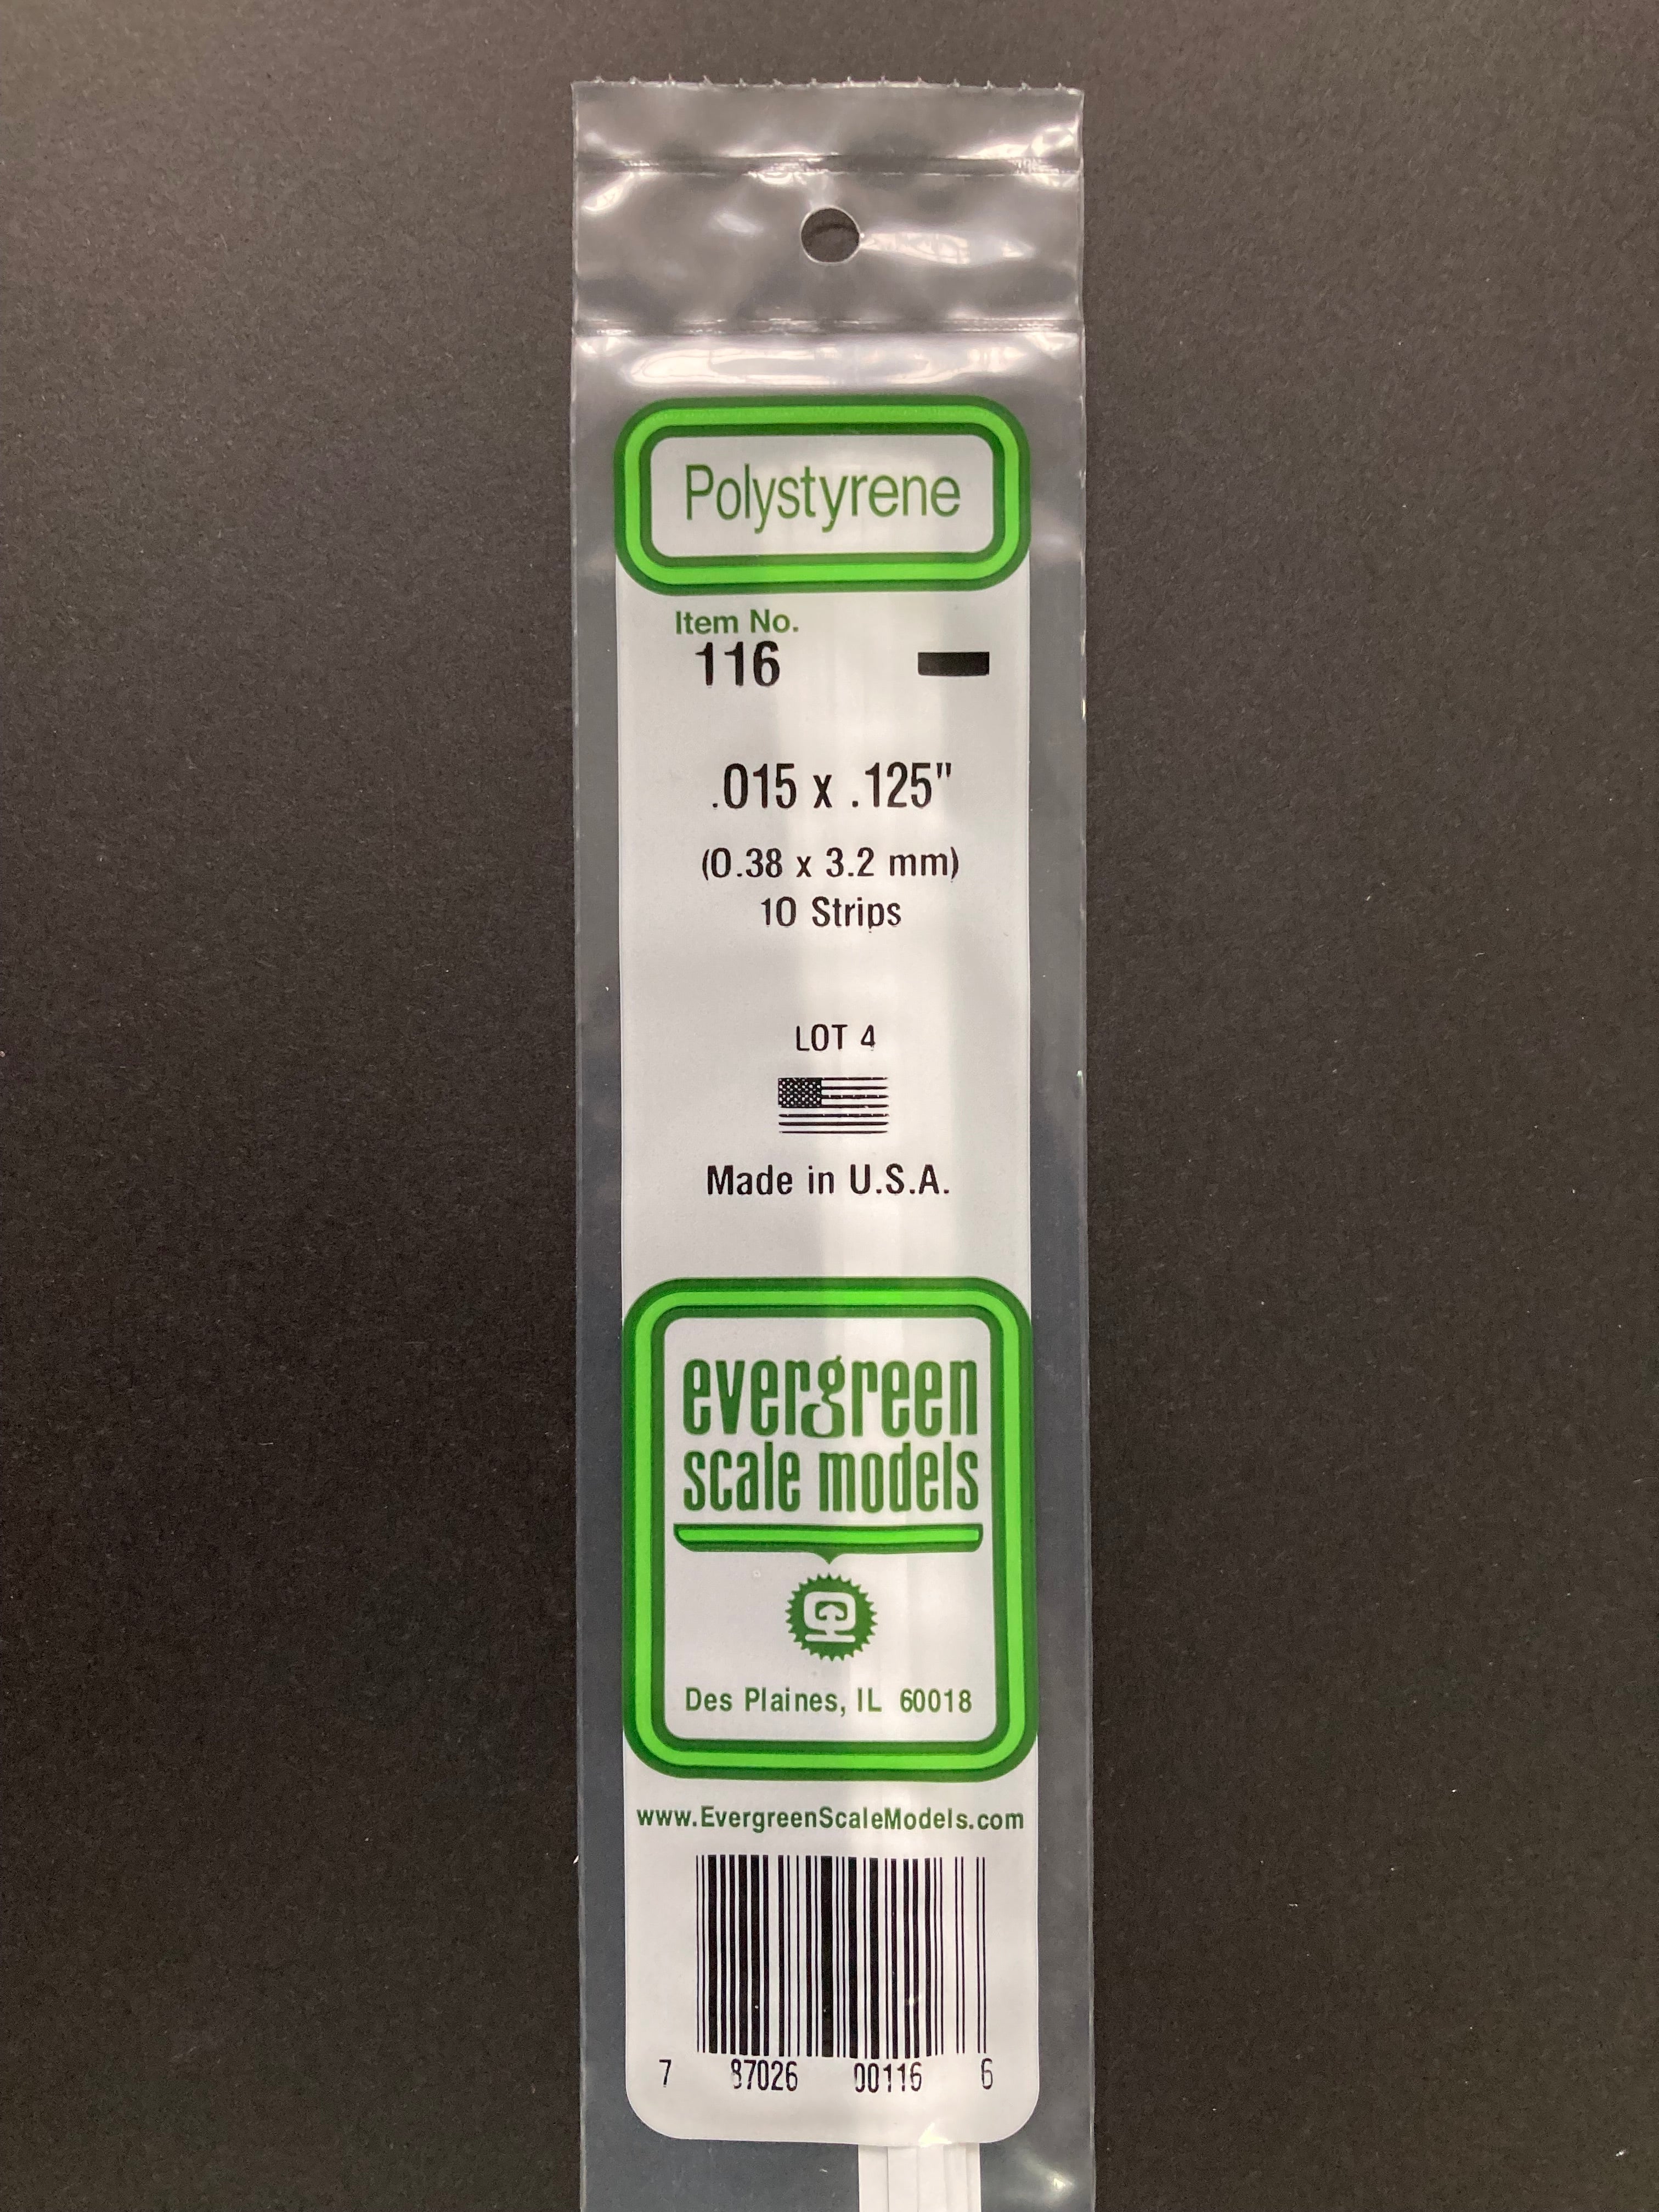 Polystyrene
Item No.
116
.015 x .125"
(0.38 x 3.2 mm)
10 Strips
LOT 4
Made in U.S.A.
evergreen
scale models
Des Plaines, IL 60018
www.EvergreenScaleModels.com
7 87026 00116 6